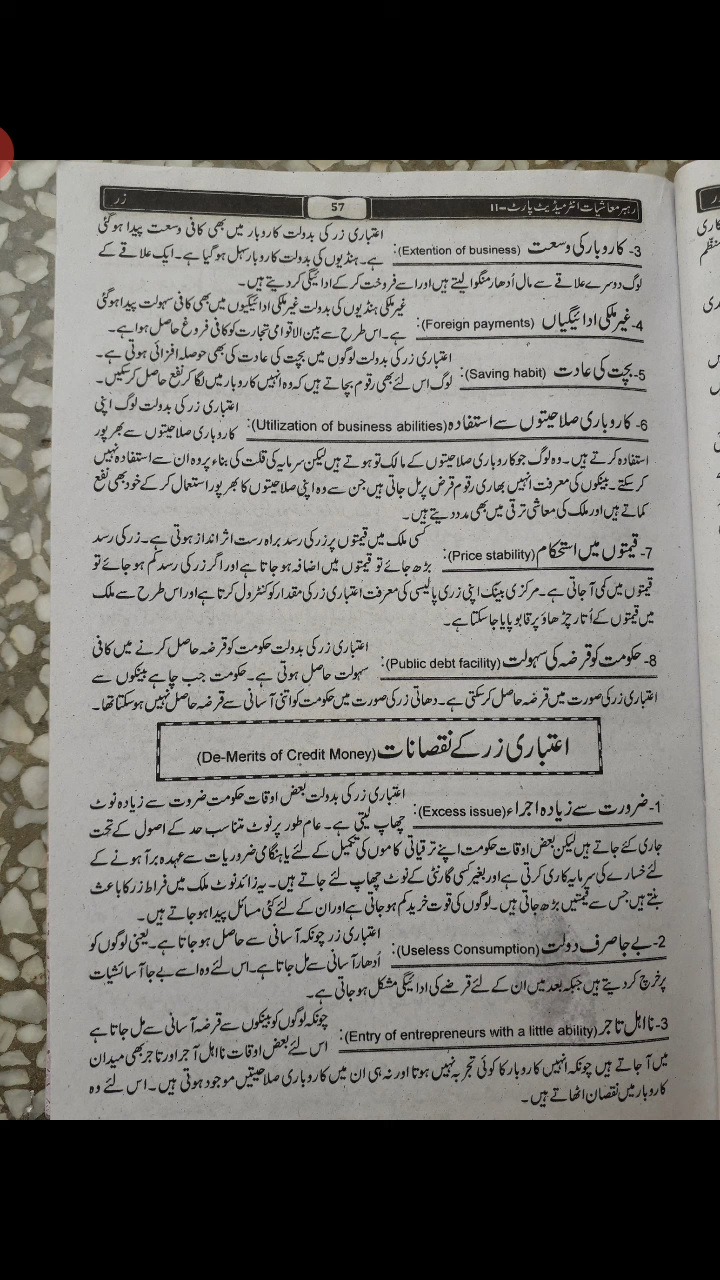 رہبر معاشیات انٹرمیڈیٹ پارٹ-II
57
زر
3- کاروبار کی وسعت (Extention of business): اعتباری زر کی بدولت کاروبار میں بھی کافی وسعت پیدا ہو گئی
ہے۔ ہنڈیوں کی بدولت کاروبار سہل ہو گیا ہے۔ ایک علاقے کے
لوگ دوسرے علاقے سے مال اُدھار منگوا لیتے ہیں اور اسے فروخت کر کے ادائیگی کر دیتے ہیں۔
4- غیر ملکی ادائیگیاں (Foreign payments): غیر ملکی ہنڈیوں کی بدولت غیر ملکی ادائیگیوں میں بھی کافی سہولت پیدا ہو گئی
ہے۔ اس طرح سے بین الاقوامی تجارت کو کافی فروغ حاصل ہوا ہے۔
5- بچت کی عادت (Saving habit): اعتباری زر کی بدولت لوگوں میں بچت کی عادت کی بھی حوصلہ افزائی ہوتی ہے۔
لوگ اس لئے بھی رقوم بچاتے ہیں کہ وہ انہیں کاروبار میں لگا کر نفع حاصل کر سکیں۔
6- کاروباری صلاحیتوں سے استفادہ (Utilization of business abilities): اعتباری زر کی بدولت لوگ اپنی
کاروباری صلاحیتوں سے بھر پور
استفادہ کرتے ہیں۔ وہ لوگ جو کاروباری صلاحیتوں کے مالک تو ہوتے ہیں لیکن سرمایہ کی قلت کی بناء پر وہ ان سے استفادہ نہیں
کر سکتے۔ بینکوں کی معرفت انہیں بھاری رقوم قرض پر مل جاتی ہیں جن سے وہ اپنی صلاحیتوں کا بھر پور استعمال کر کے خود بھی نفع
کماتے ہیں اور ملک کی معاشی ترقی میں بھی مدد دیتے ہیں۔
7- قیمتوں میں استحکام (Price stability): کسی ملک میں قیمتوں پر زر کی رسد براہ رست اثر انداز ہوتی ہے۔ زر کی رسد
بڑھ جائے تو قیمتوں میں اضافہ ہو جاتا ہے اور اگر زر کی رسد کم ہو جائے تو
قیمتوں میں کمی آ جاتی ہے۔ مرکزی بینک اپنی زری پالیسی کی معرفت اعتباری زر کی مقدار کو کنٹرول کرتا ہے اور اس طرح سے ملک
میں قیمتوں کے اُتار چڑھاؤ پر قابو پایا جا سکتا ہے۔
8- حکومت کو قرضہ کی سہولت (Public debt facility): اعتباری زر کی بدولت حکومت کو قرضہ حاصل کرنے میں کافی
سہولت حاصل ہوتی ہے۔ حکومت جب چاہے بینکوں سے
اعتباری زر کی صورت میں قرضہ حاصل کر سکتی ہے۔ دھاتی زر کی صورت میں حکومت کو اتنی آسانی سے قرضہ حاصل نہیں ہو سکتا تھا۔
اعتباری زر کے نقصانات (De-Merits of Credit Money)
1- ضرورت سے زیادہ اجراء (Excess issue): اعتباری زر کی بدولت بعض اوقات حکومت ضروت سے زیادہ نوٹ
چھاپ لیتی ہے۔ عام طور پر نوٹ متناسب حد کے اصول کے تحت
جاری کئے جاتے ہیں لیکن بعض اوقات حکومت اپنے ترقیاتی کاموں کی تکمیل کے لئے یا ہنگامی ضروریات سے عہدہ برآ ہونے کے
لئے خسارے کی سرمایہ کاری کرتی ہے اور بغیر کسی گارنٹی کے نوٹ چھاپ لئے جاتے ہیں۔ یہ زائد نوٹ ملک میں فراط زر کا باعث
بنتے ہیں جس سے قیمتیں بڑھ جاتی ہیں۔ لوگوں کی قوت خرید کم ہو جاتی ہے اور ان کے لئے کئی مسائل پیدا ہو جاتے ہیں۔
2- بے جا صرف دولت (Useless Consumption): اعتباری زر چونکہ آسانی سے حاصل ہو جاتا ہے۔ یعنی لوگوں کو
اُدھار آسانی سے مل جاتا ہے۔ اس لئے وہ اسے بے جا آسائشیات
پر خرچ کر دیتے ہیں جبکہ بعد میں ان کے لئے قرضے کی ادائیگی مشکل ہو جاتی ہے۔
3- نا اہل تاجر (Entry of entrepreneurs with a little ability): چونکہ لوگوں کو بینکوں سے قرضہ آسانی سے مل جاتا ہے
اس لئے بعض اوقات نا اہل آجر اور تاجر بھی میدان
میں آ جاتے ہیں چونکہ انہیں کاروبار کا کوئی تجربہ نہیں ہوتا اور نہ ہی ان میں کاروباری صلاحیتیں موجود ہوتی ہیں۔ اس لئے وہ
کاروبار میں نقصان اٹھاتے ہیں۔